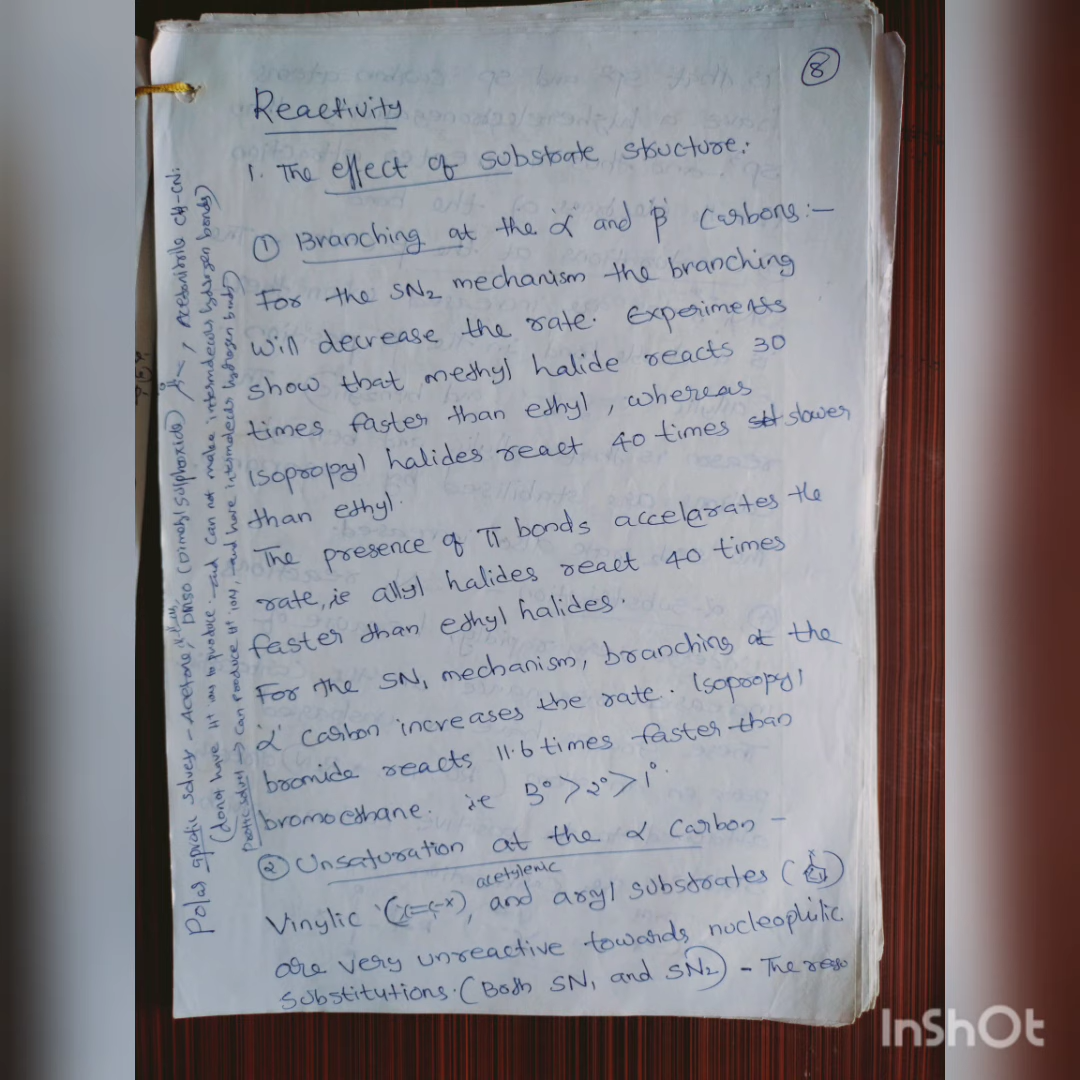 8
Reactivity
1. The effect of substrate structure:
① Branching at the α and β carbons:-
For the SN2 mechanism the branching
will decrease the rate. Experiments
show that methyl halide reacts 30
times faster than ethyl, whereas
isopropyl halides react 40 times slower
than ethyl.
The presence of π bonds accelarates the
rate, ie allyl halides react 40 times
faster than ethyl halides.
For the SN1 mechanism, branching at the
α carbon increases the rate. Isopropyl
bromide reacts 11.6 times faster than
bromoethane. ie 3° > 2° > 1°.
② Unsaturation at the α carbon -
acetylenic
Vinylic (C=C-X), and aryl substrates (
X
)
are very unreactive towards nucleophilic
substitutions. (Both SN1 and SN2) - The
Polar aprotic solves - Acetone, DMSO (Dimethyl Sulphoxide), Acetonitrile
(do not have H+ ion to produce and can not make intermolecular hydrogen bonds)
Protic solves → can produce H+ ion, and have intermolecular hydrogen bonds)
InShOt